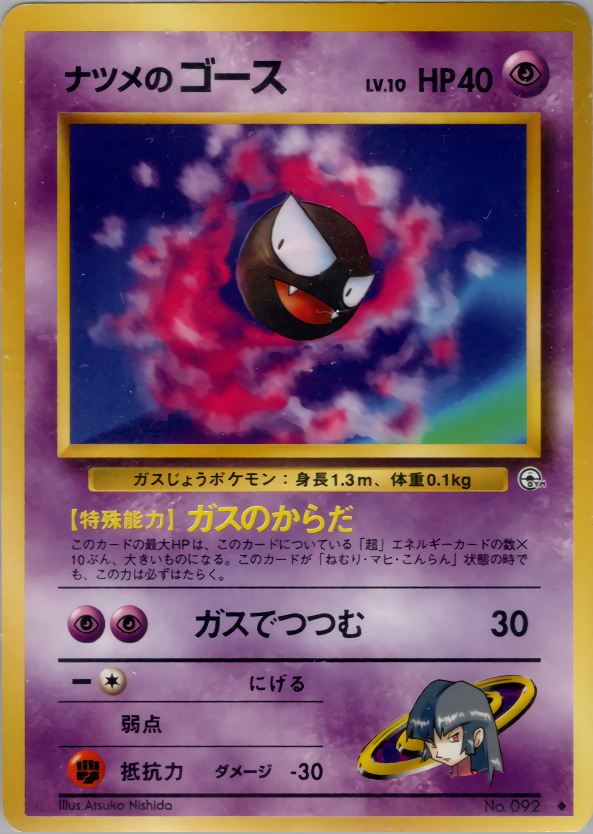 ナツメのゴース LV.10 HP40
ガスじょうポケモン：身長1.3m、体重0.1kg
GYM
【特殊能力】ガスのからだ
このカードの最大HPは、このカードについている「超」エネルギーカードの数×
10ぶん、大きいものになる。このカードが「ねむり・マヒ・こんらん」状態の時で
も、この力は必ずはたらく。
ガスでつつむ 30
にげる
弱点
抵抗力 ダメージ -30
Illus.Atsuko Nishida No. 092